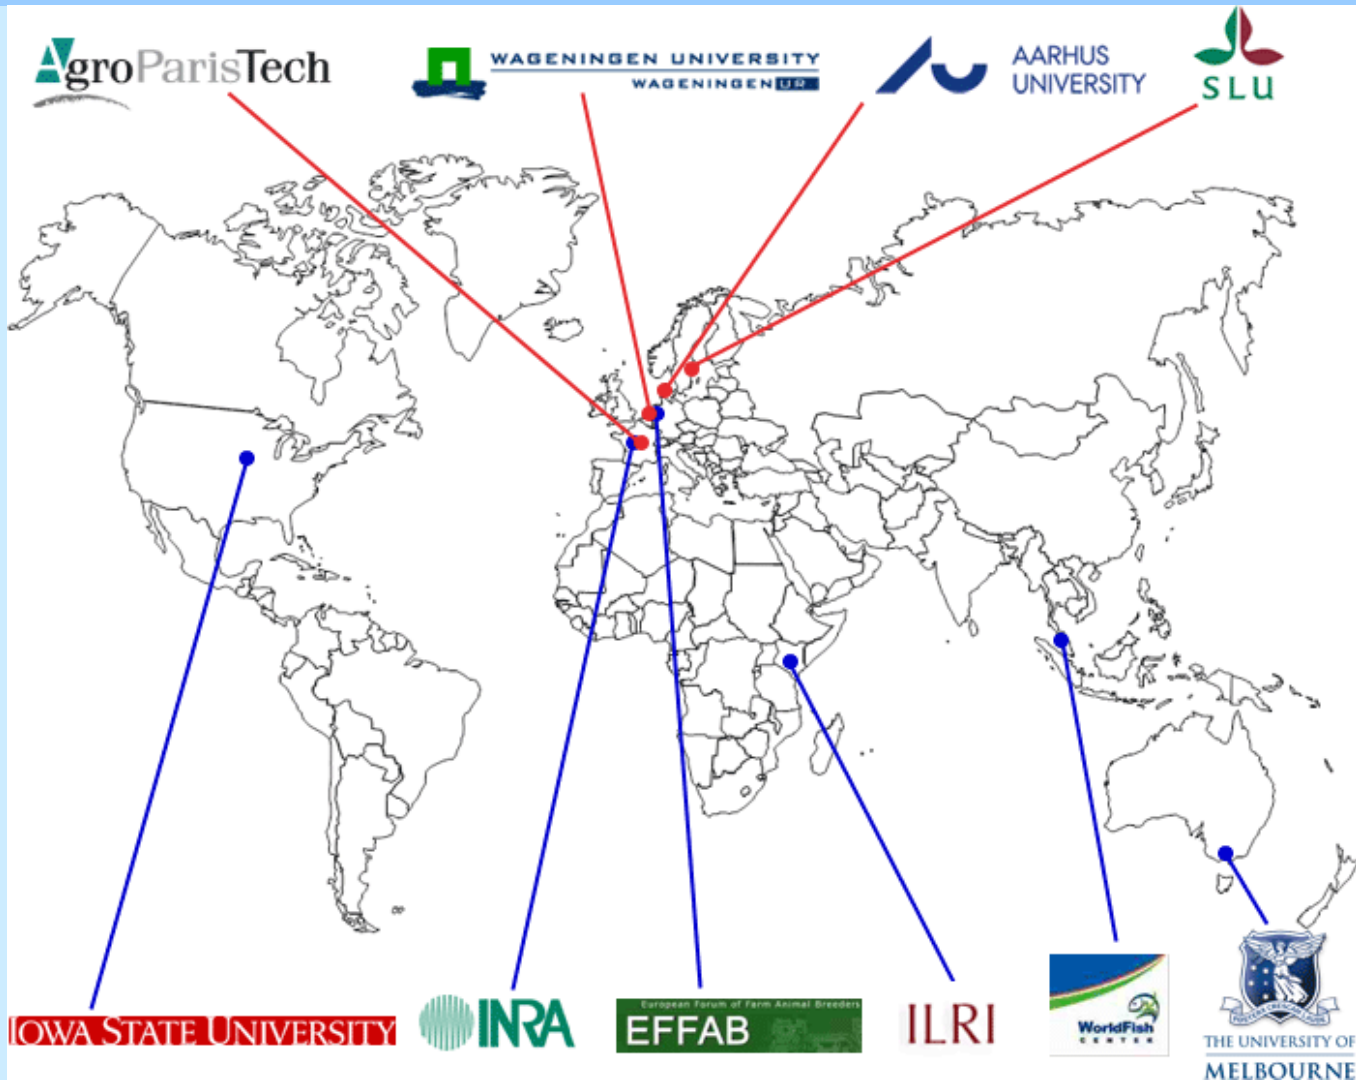 AgroParisTech
WAGENINGEN UNIVERSITY
WAGENINGEN UR
AARHUS
UNIVERSITY
SLU
IOWA STATE UNIVERSITY
INRA
European Forum of Farm Animal Breeders
EFFAB
ILRI
WorldFish
CENTER
THE UNIVERSITY OF
MELBOURNE